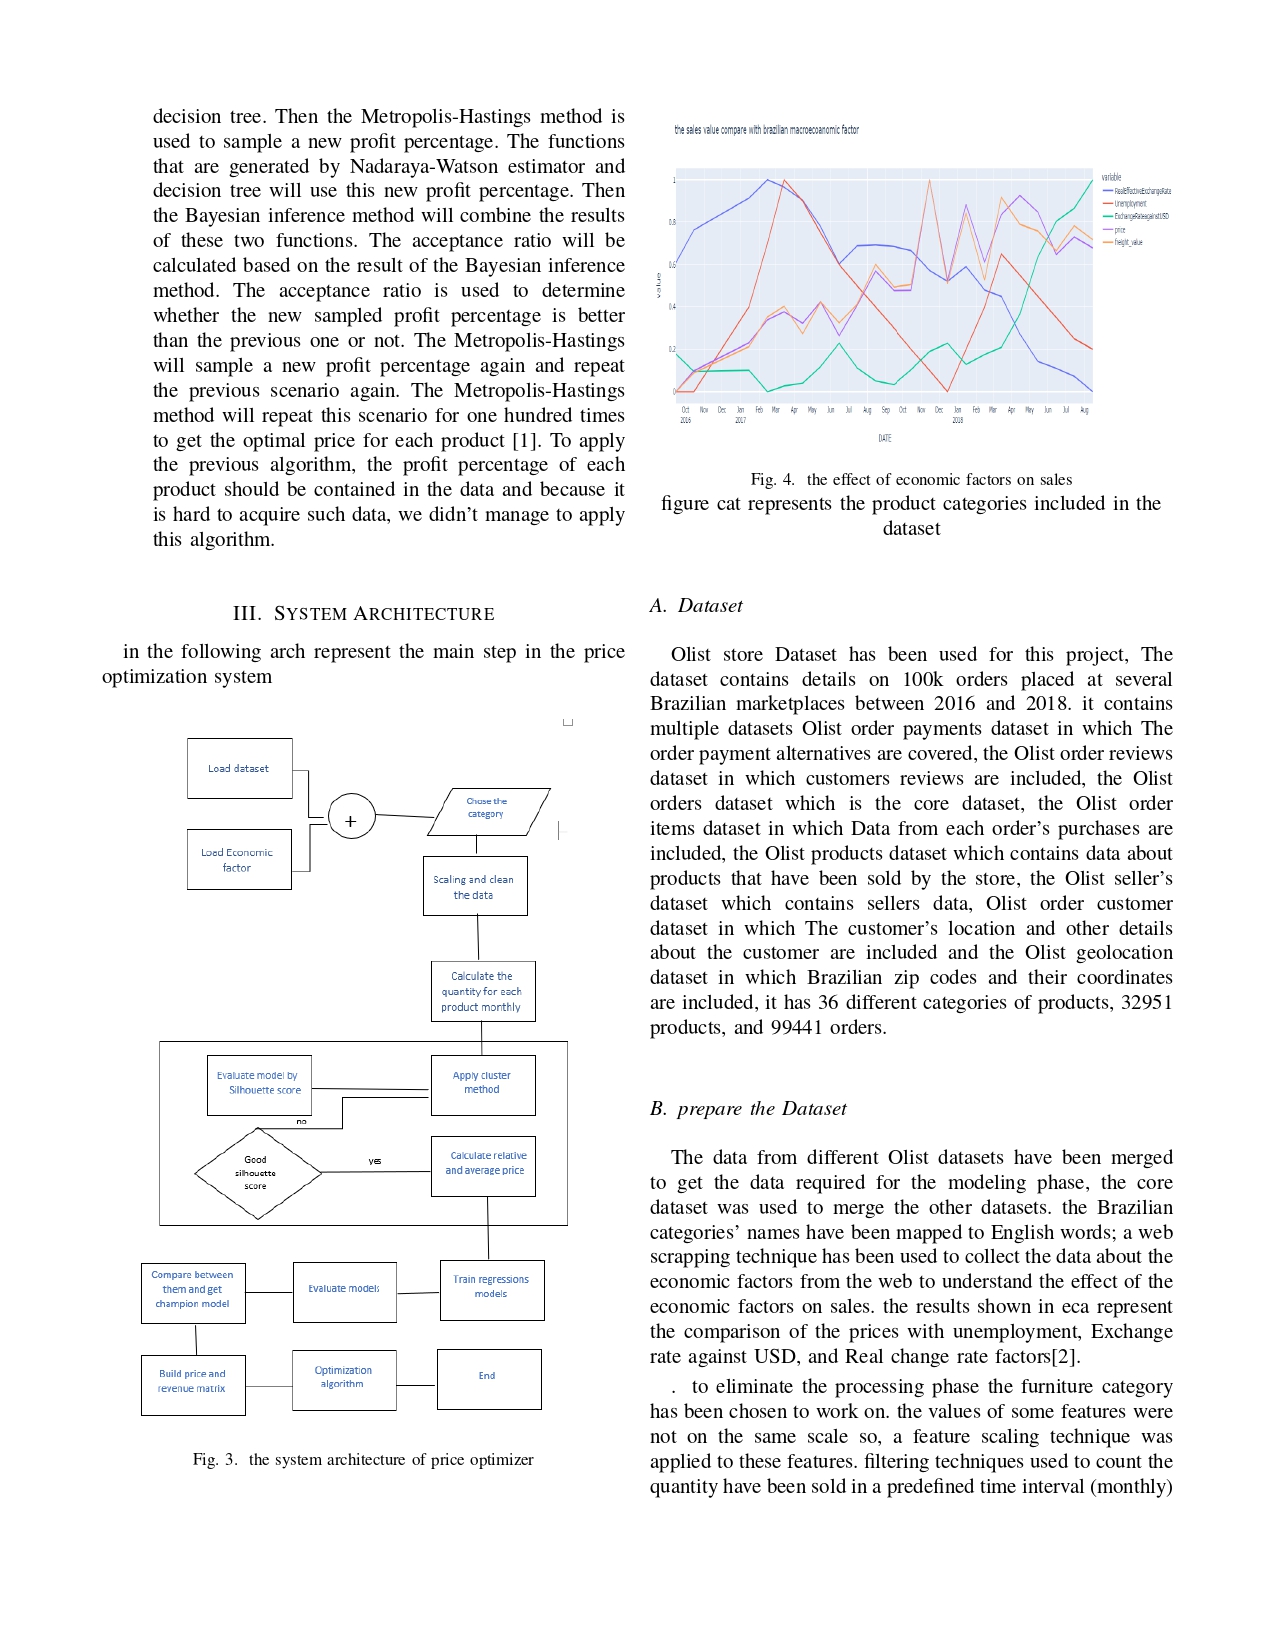 decision tree. Then the Metropolis-Hastings method is
used to sample a new profit percentage. The functions
that are generated by Nadaraya-Watson estimator and
decision tree will use this new profit percentage. Then
the Bayesian inference method will combine the results
of these two functions. The acceptance ratio will be
calculated based on the result of the Bayesian inference
method. The acceptance ratio is used to determine
whether the new sampled profit percentage is better
than the previous one or not. The Metropolis-Hastings
will sample a new profit percentage again and repeat
the previous scenario again. The Metropolis-Hastings
method will repeat this scenario for one hundred times
to get the optimal price for each product [1]. To apply
the previous algorithm, the profit percentage of each
product should be contained in the data and because it
is hard to acquire such data, we didn't manage to apply
this algorithm.
III. SYSTEM ARCHITECTURE
in the following arch represent the main step in the price
optimization system
Load dataset
Load Economic
factor
+
Chose the
category
Scaling and clean
the data
Calculate the
quantity for each
product monthly
Evaluate model by
Silhouette score
Apply cluster
method
no
Good
silhouette
score
yes
Calculate relative
and average price
Compare between
them and get
champion model
Evaluate models
Train regressions
models
Build price and
revenue matrix
Optimization
algorithm
End
Fig. 3. the system architecture of price optimizer
the sales value compare with brazilian macroecoanomic factor
variable
RealEffectiveExchangeRate
Unemployment
ExchangeRateagainstUSD
price
freight_value
value
1
0.8
0.6
0.4
0.2
0
Oct Nov Dec Jan Feb Mar Apr May Jun Jul Aug Sep Oct Nov Dec Jan Feb Mar Apr May Jun Jul Aug
2016 2017 2018
DATE
Fig. 4. the effect of economic factors on sales
figure cat represents the product categories included in the
dataset
A. Dataset
Olist store Dataset has been used for this project, The
dataset contains details on 100k orders placed at several
Brazilian marketplaces between 2016 and 2018. it contains
multiple datasets Olist order payments dataset in which The
order payment alternatives are covered, the Olist order reviews
dataset in which customers reviews are included, the Olist
orders dataset which is the core dataset, the Olist order
items dataset in which Data from each order's purchases are
included, the Olist products dataset which contains data about
products that have been sold by the store, the Olist seller's
dataset which contains sellers data, Olist order customer
dataset in which The customer's location and other details
about the customer are included and the Olist geolocation
dataset in which Brazilian zip codes and their coordinates
are included, it has 36 different categories of products, 32951
products, and 99441 orders.
B. prepare the Dataset
The data from different Olist datasets have been merged
to get the data required for the modeling phase, the core
dataset was used to merge the other datasets. the Brazilian
categories' names have been mapped to English words; a web
scrapping technique has been used to collect the data about the
economic factors from the web to understand the effect of the
economic factors on sales. the results shown in eca represent
the comparison of the prices with unemployment, Exchange
rate against USD, and Real change rate factors[2].
. to eliminate the processing phase the furniture category
has been chosen to work on. the values of some features were
not on the same scale so, a feature scaling technique was
applied to these features. filtering techniques used to count the
quantity have been sold in a predefined time interval (monthly)